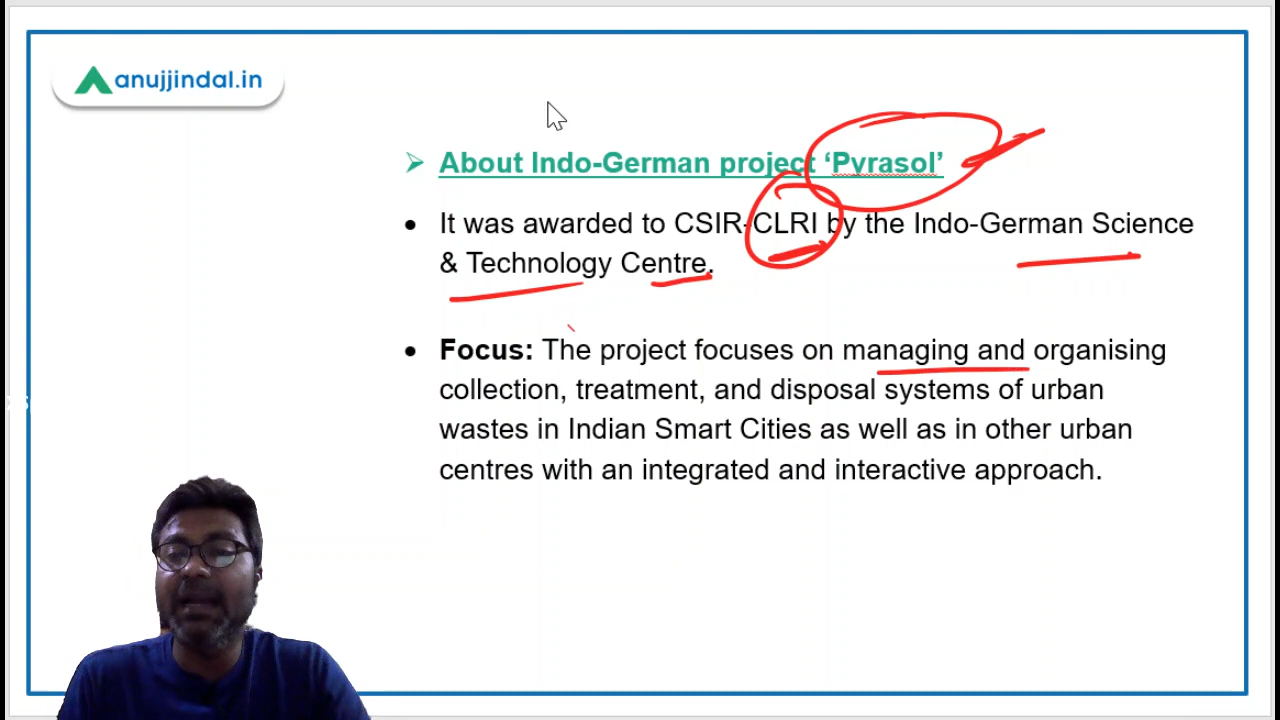 anujjindal.in
➢ About Indo-German project ‘Pyrasol’
• It was awarded to CSIR-CLRI by the Indo-German Science
& Technology Centre.
• Focus: The project focuses on managing and organising
collection, treatment, and disposal systems of urban
wastes in Indian Smart Cities as well as in other urban
centres with an integrated and interactive approach.